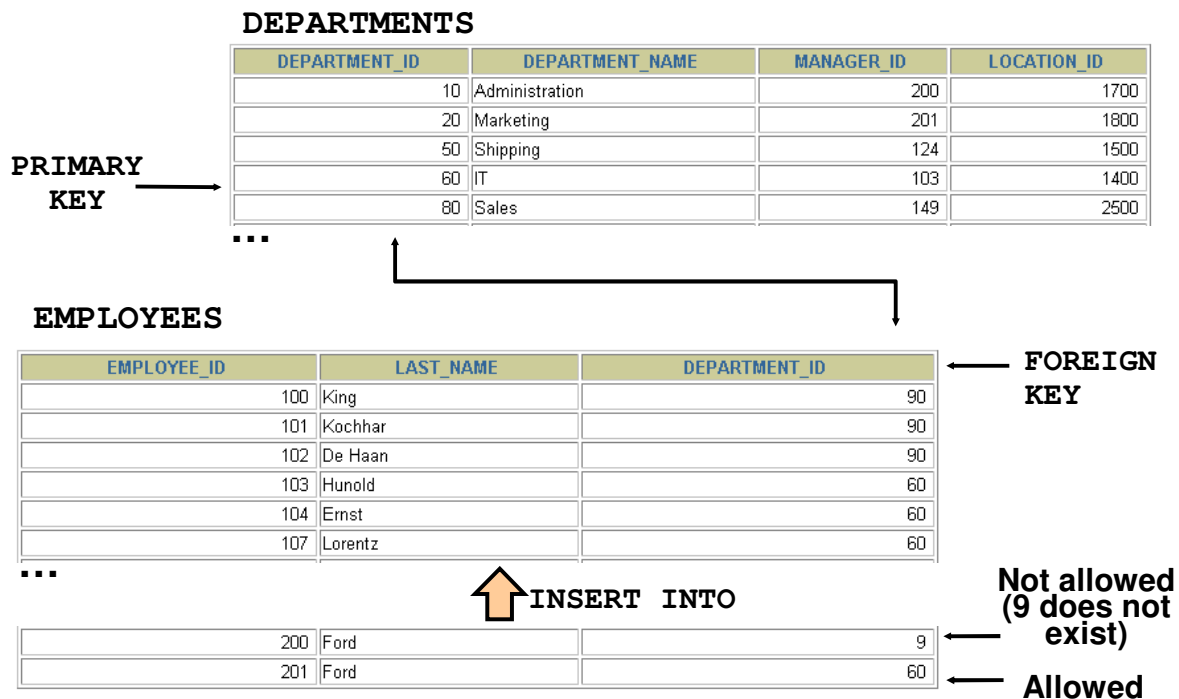 DEPARTMENTS
DEPARTMENT_ID DEPARTMENT_NAME MANAGER_ID LOCATION_ID
10 Administration 200 1700
20 Marketing 201 1800
50 Shipping 124 1500
60 IT 103 1400
80 Sales 149 2500
...
PRIMARY
KEY
EMPLOYEES
EMPLOYEE_ID LAST_NAME DEPARTMENT_ID
100 King 90
101 Kochhar 90
102 De Haan 90
103 Hunold 60
104 Ernst 60
107 Lorentz 60
...
FOREIGN
KEY
INSERT INTO
200 Ford 9
201 Ford 60
Not allowed
(9 does not
exist)
Allowed